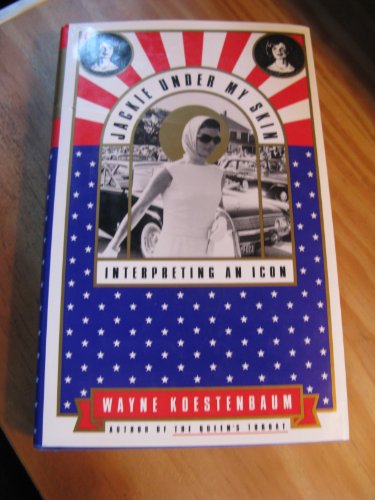 JACKIE UNDER MY SKIN
INTERPRETING AN ICON
WAYNE KOESTENBAUM
AUTHOR OF THE QUEEN'S THROAT